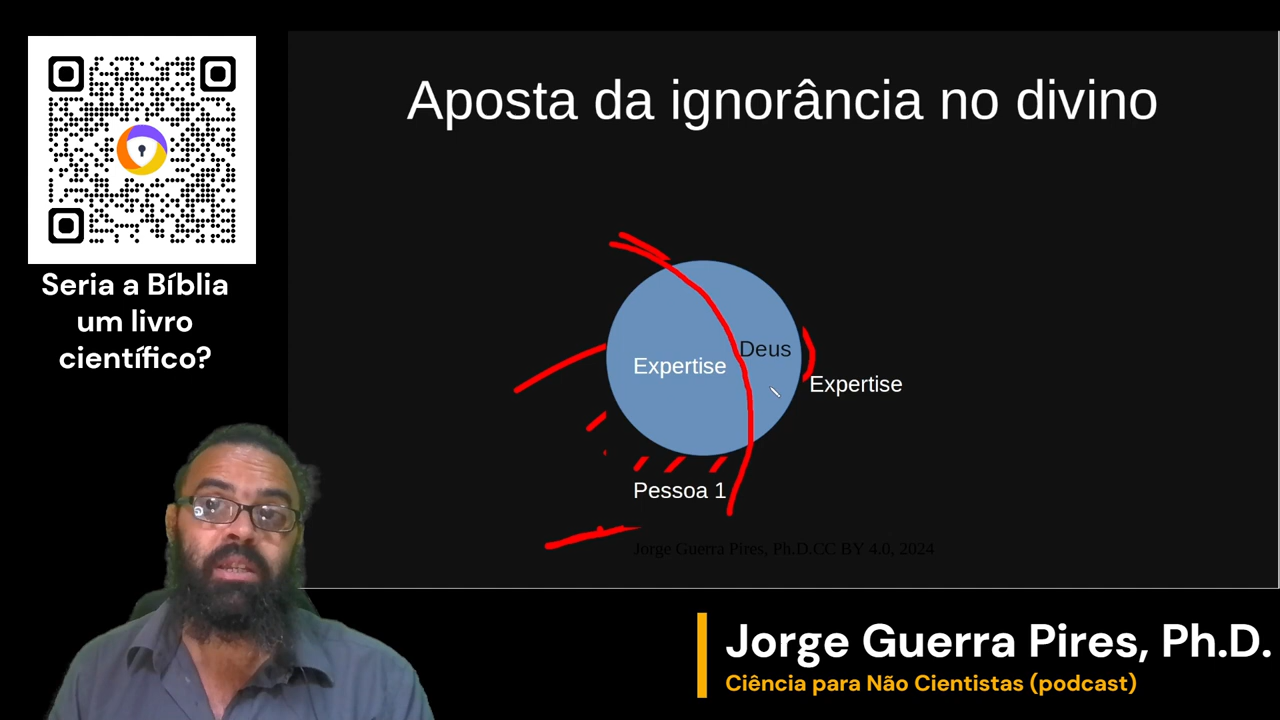 Aposta da ignorância no divino
Seria a Bíblia
um livro
científico?
Deus
Expertise
Expertise
Pessoa 1
Jorge Guerra Pires, Ph.D.CC BY 4.0, 2024
Jorge Guerra Pires, Ph.D.
Ciência para Não Cientistas (podcast)